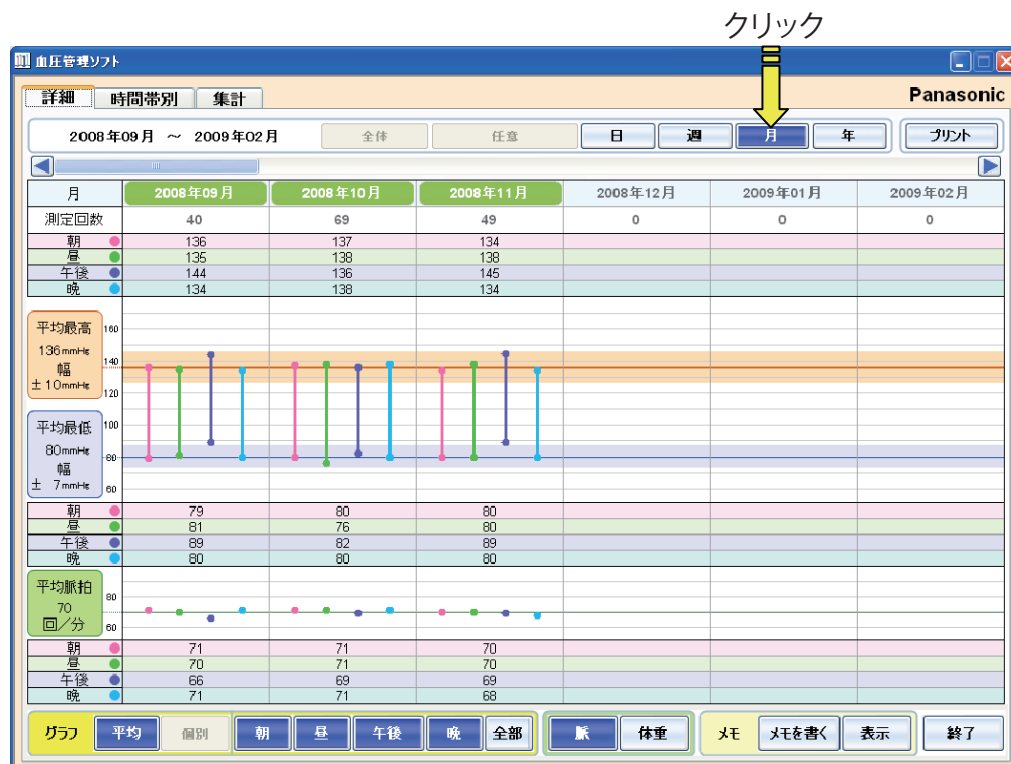 クリック
血圧管理ソフト
詳細 時間帯別 集計 Panasonic
2008年09月 ～ 2009年02月 全体 任意 日 週 月 年 プリント
月 2008年09月 2008年10月 2008年11月 2008年12月 2009年01月 2009年02月
測定回数 40 69 49 0 0 0
朝 136 137 134
昼 135 138 138
午後 144 136 145
晩 134 138 134
平均最高
136mmHg
幅
±10mmHg
160
140
120
平均最低
80mmHg
幅
± 7mmHg
100
80
60
朝 79 80 80
昼 81 76 80
午後 89 82 89
晩 80 80 80
平均脈拍
70
回／分
80
60
朝 71 71 70
昼 70 71 70
午後 66 69 69
晩 71 71 68
グラフ 平均 個別 朝 昼 午後 晩 全部 脈 体重 メモ メモを書く 表示 終了